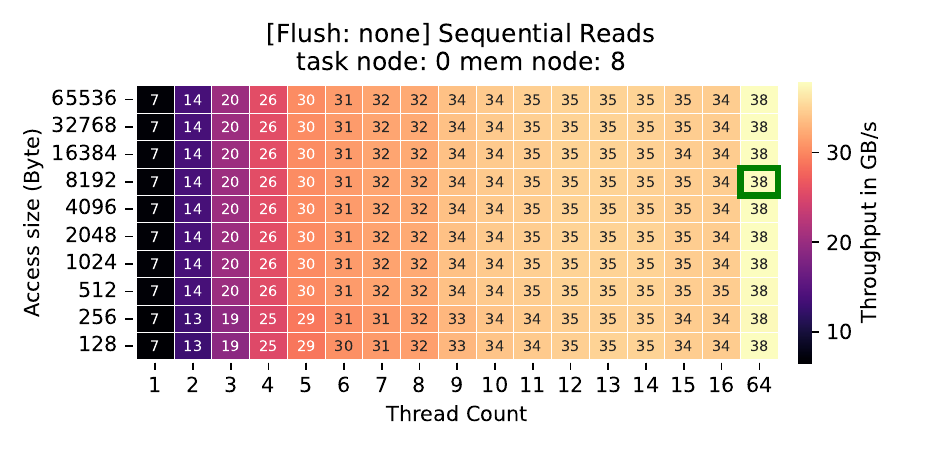 [Flush: none] Sequential Reads
task node: 0 mem node: 8
Access size (Byte)
65536 7 14 20 26 30 31 32 32 34 34 35 35 35 35 35 34 38
32768 7 14 20 26 30 31 32 32 34 34 35 35 35 35 35 34 38
16384 7 14 20 26 30 31 32 32 34 34 35 35 35 35 34 34 38
8192 7 14 20 26 30 31 32 32 34 34 35 35 35 35 35 34 38
4096 7 14 20 26 30 31 32 32 34 34 35 35 35 35 35 34 38
2048 7 14 20 26 30 31 32 32 34 34 35 35 35 35 35 34 38
1024 7 14 20 26 30 31 32 32 34 34 35 35 35 35 35 34 38
512 7 14 20 26 30 31 32 32 34 34 35 35 35 35 35 35 38
256 7 13 19 25 29 31 31 32 33 34 34 35 35 35 34 34 38
128 7 13 19 25 29 30 31 32 33 34 34 35 35 35 34 34 38
1 2 3 4 5 6 7 8 9 10 11 12 13 14 15 16 64
Thread Count
30
20
10
Throughput in GB/s